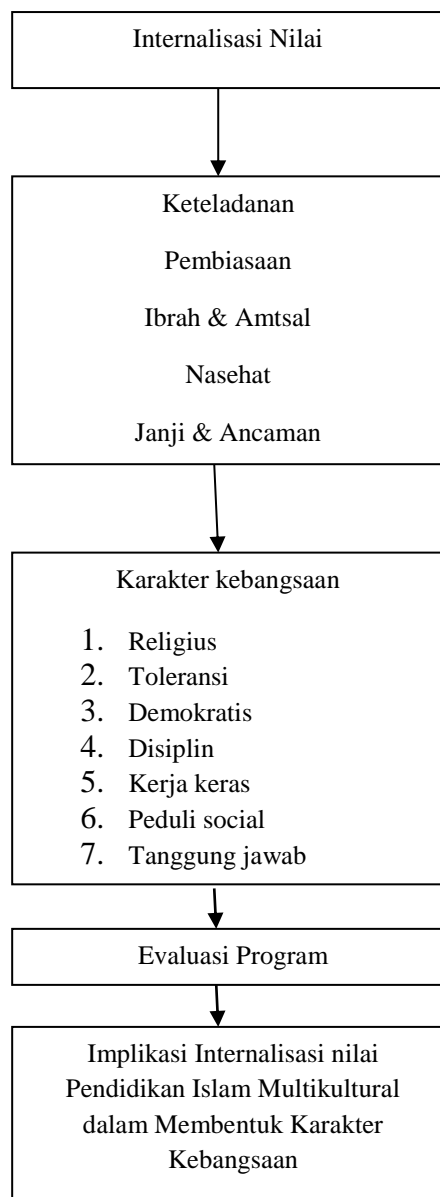 Internalisasi Nilai
Keteladanan
Pembiasaan
Ibrah & Amtsal
Nasehat
Janji & Ancaman
Karakter kebangsaan
1. Religius
2. Toleransi
3. Demokratis
4. Disiplin
5. Kerja keras
6. Peduli social
7. Tanggung jawab
Evaluasi Program
Implikasi Internalisasi nilai
Pendidikan Islam Multikultural
dalam Membentuk Karakter
Kebangsaan